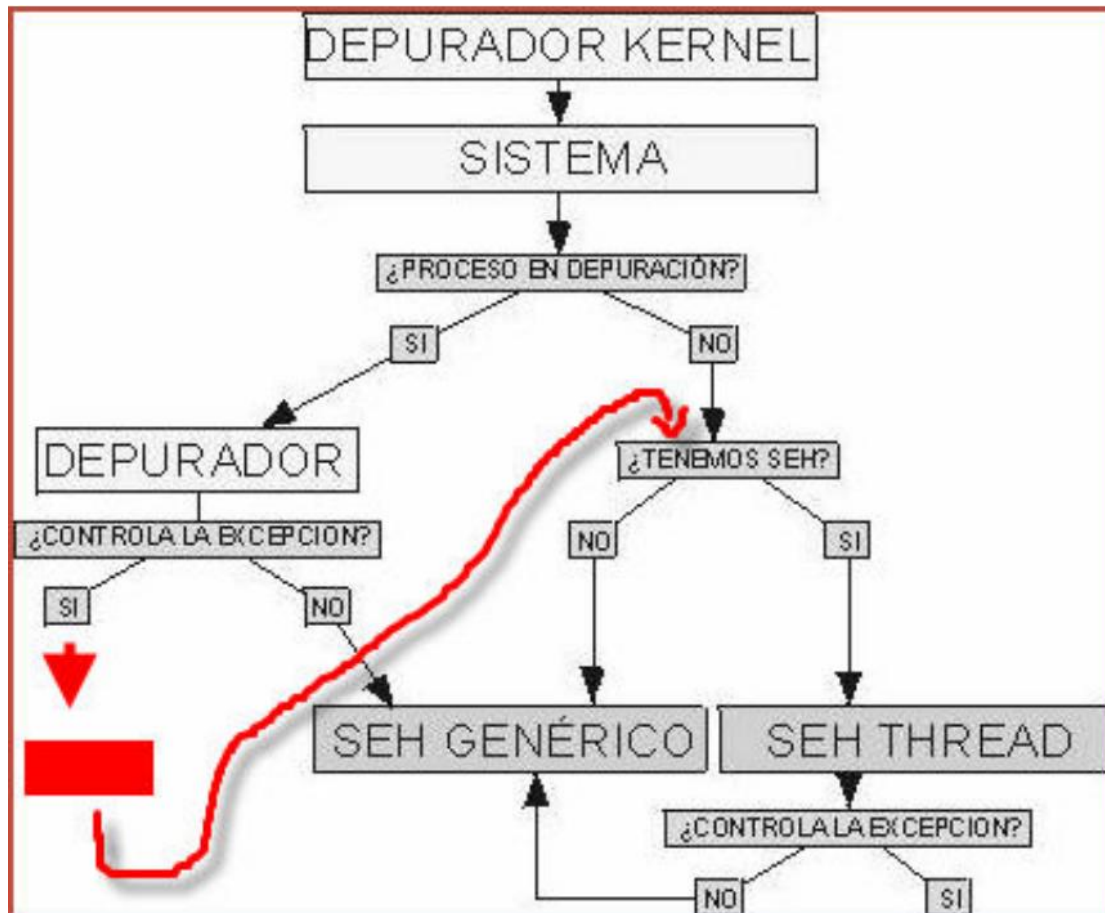 DEPURADOR KERNEL
SISTEMA
¿PROCESO EN DEPURACIÓN?
SI
NO
DEPURADOR
¿TENEMOS SEH?
¿CONTROLA LA EXCEPCION?
NO
SI
SI
NO
SEH GENÉRICO
SEH THREAD
¿CONTROLA LA EXCEPCION?
NO
SI